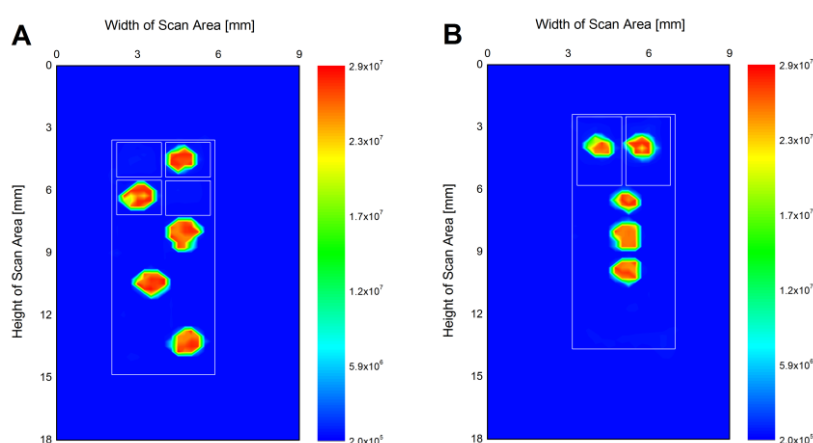 A
Width of Scan Area [mm]
0 3 6 9
Height of Scan Area [mm]
0
3
6
9
12
15
18
2.9x10⁷
2.3x10⁷
1.7x10⁷
1.2x10⁷
5.9x10⁶
2.0x10⁵
B
Width of Scan Area [mm]
3 6 9
Height of Scan Area [mm]
0
3
6
9
12
15
18
2.9x10⁷
2.3x10⁷
1.7x10⁷
1.2x10⁷
5.9x10⁶
2.0x10⁵